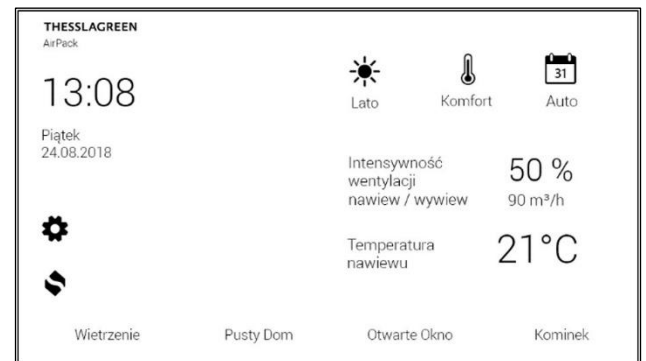 THESSLAGREEN
AirPack
13:08
Piątek
24.08.2018
31
Lato
Komfort
Auto
Intensywność
wentylacji
nawiew / wywiew
50 %
90 m³/h
Temperatura
nawiewu
21°C
Wietrzenie
Pusty Dom
Otwarte Okno
Kominek